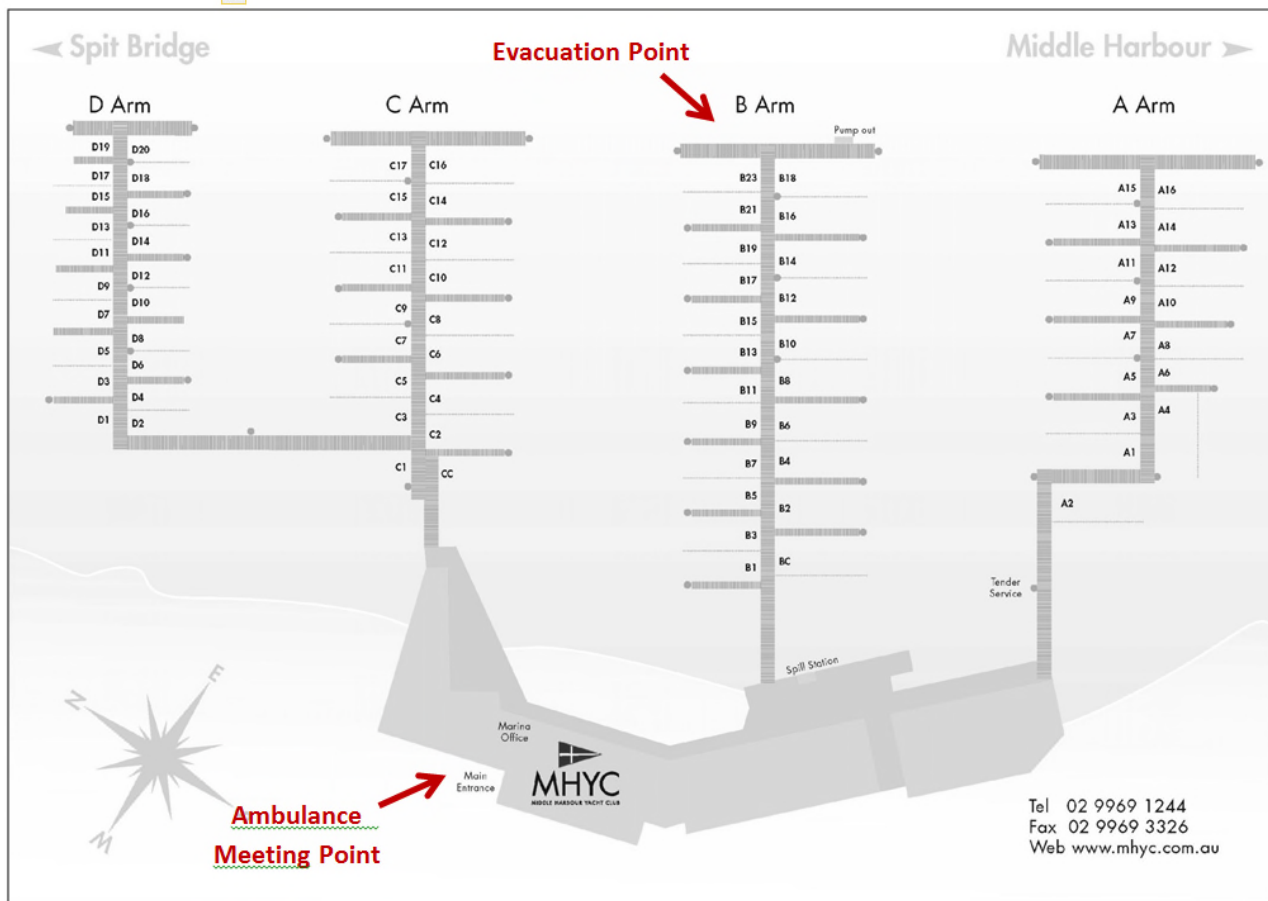 Spit Bridge
Evacuation Point
Middle Harbour
D Arm
C Arm
B Arm
A Arm
Pump out
D19
D20
D17
D18
D15
D16
D13
D14
D11
D12
D9
D10
D7
D8
D5
D6
D3
D4
D1
D2
C17
C16
C15
C14
C13
C12
C11
C10
C9
C8
C7
C6
C5
C4
C3
C2
C1
CC
B23
B18
B21
B16
B19
B14
B17
B12
B15
B10
B13
B8
B11
B6
B9
B4
B7
B2
B5
B3
BC
B1
A15
A16
A13
A14
A11
A12
A9
A10
A7
A8
A5
A6
A3
A4
A1
A2
Tender
Service
Spill Station
Marina
Office
Main
Entrance
MHYC
MIDDLE HARBOUR YACHT CLUB
N
E
W
Ambulance
Meeting Point
Tel 02 9969 1244
Fax 02 9969 3326
Web www.mhyc.com.au